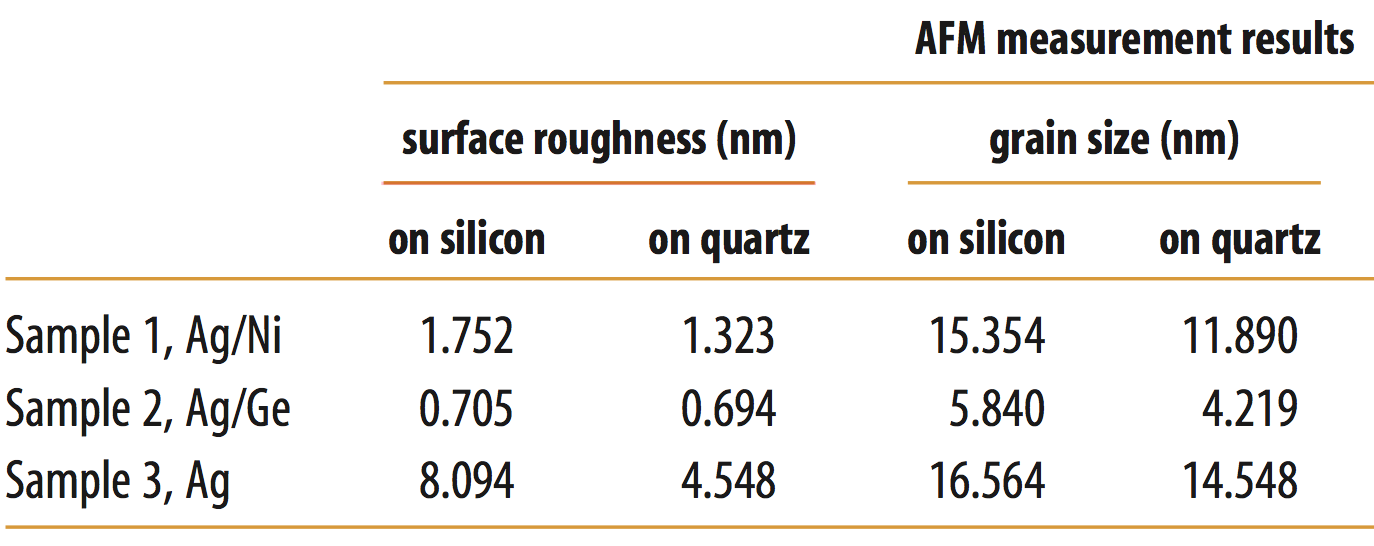 AFM measurement results
surface roughness (nm) grain size (nm)
on silicon on quartz on silicon on quartz
Sample 1, Ag/Ni 1.752 1.323 15.354 11.890
Sample 2, Ag/Ge 0.705 0.694 5.840 4.219
Sample 3, Ag 8.094 4.548 16.564 14.548